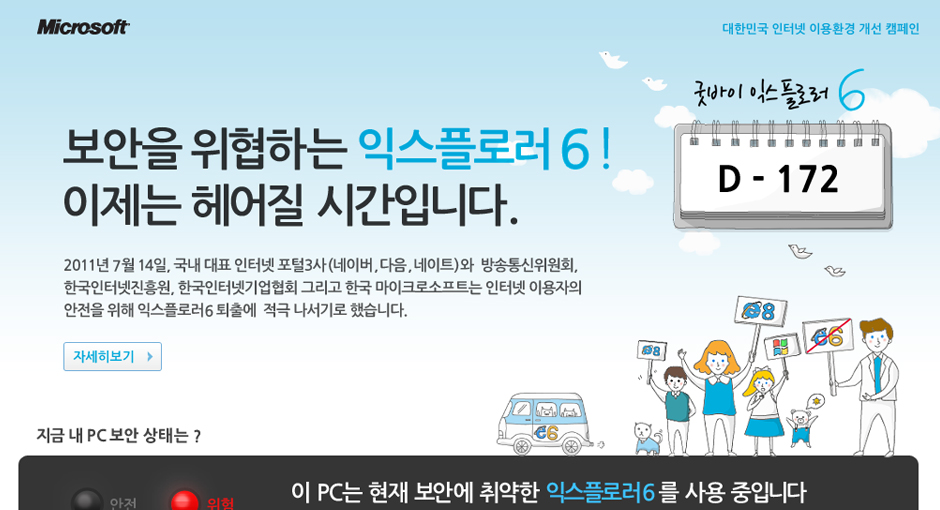 Microsoft
대한민국 인터넷 이용환경 개선 캠페인
굿바이 익스플로러 6
D - 172
보안을 위협하는 익스플로러 6 !
이제는 헤어질 시간입니다.
2011년 7월 14일, 국내 대표 인터넷 포털3사(네이버, 다음, 네이트)와 방송통신위원회,
한국인터넷진흥원, 한국인터넷기업협회 그리고 한국 마이크로소프트는 인터넷 이용자의
안전을 위해 익스플로러6 퇴출에 적극 나서기로 했습니다.
자세히보기
8
8
6
6
지금 내 PC 보안 상태는 ?
안전
위험
이 PC는 현재 보안에 취약한 익스플로러6 를 사용 중입니다